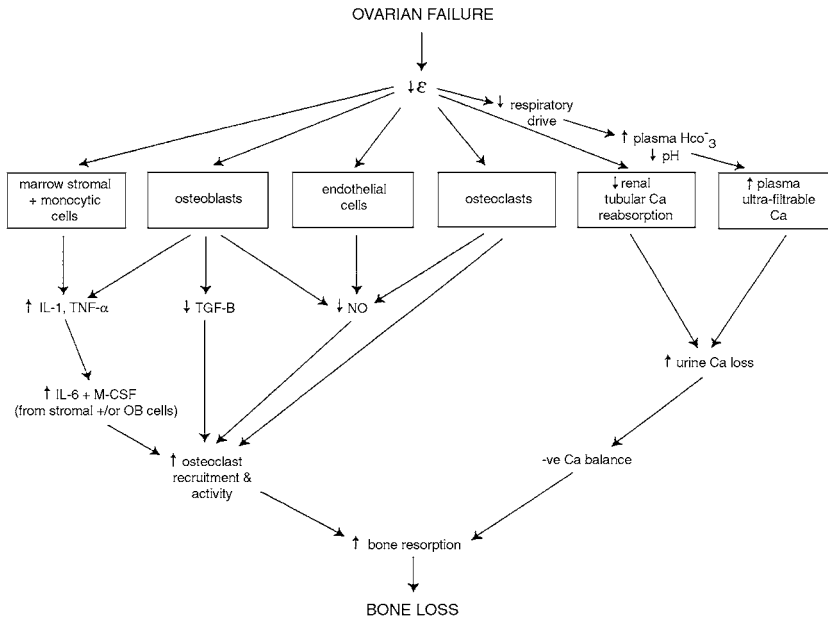 OVARIAN FAILURE
↓ε
↓ respiratory
drive
↑ plasma Hco⁻₃
↓ pH
marrow stromal
+ monocytic
cells
osteoblasts
endothelial
cells
osteoclasts
↓renal
tubular Ca
reabsorption
↑ plasma
ultra-filtrable
Ca
↑ IL-1, TNF-α
↓ TGF-B
↓ NO
↑ urine Ca loss
↑ IL-6 + M-CSF
(from stromal +/or OB cells)
↑ osteoclast
recruitment &
activity
-ve Ca balance
↑ bone resorption
BONE LOSS